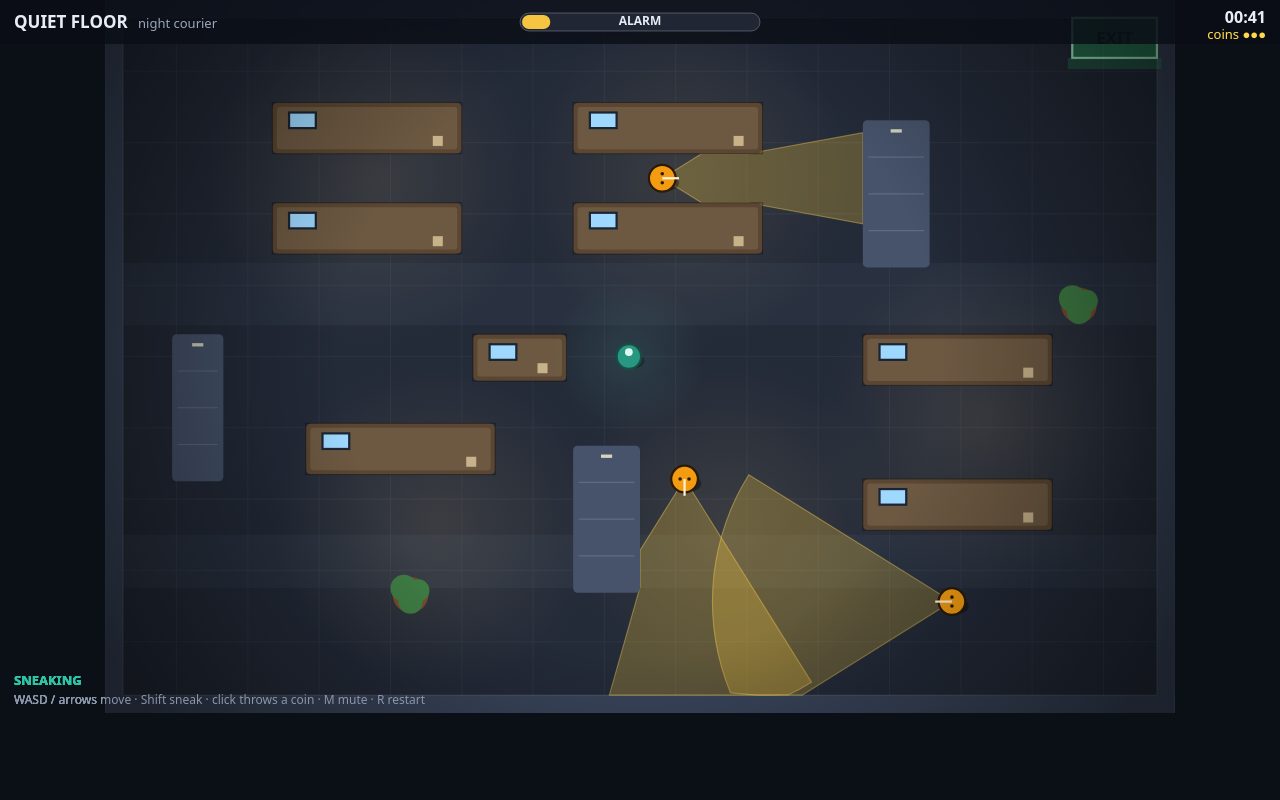 QUIET FLOOR night courier
ALARM
00:41
coins
EXIT
SNEAKING
WASD / arrows move · Shift sneak · click throws a coin · M mute · R restart